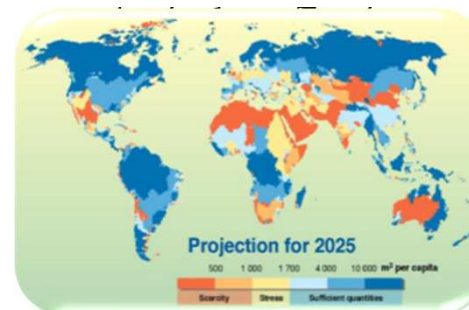 Projection for 2025
500 1 000 1 700 4 000 10 000 m³ per capita
Scarcity Stress Sufficient quantities